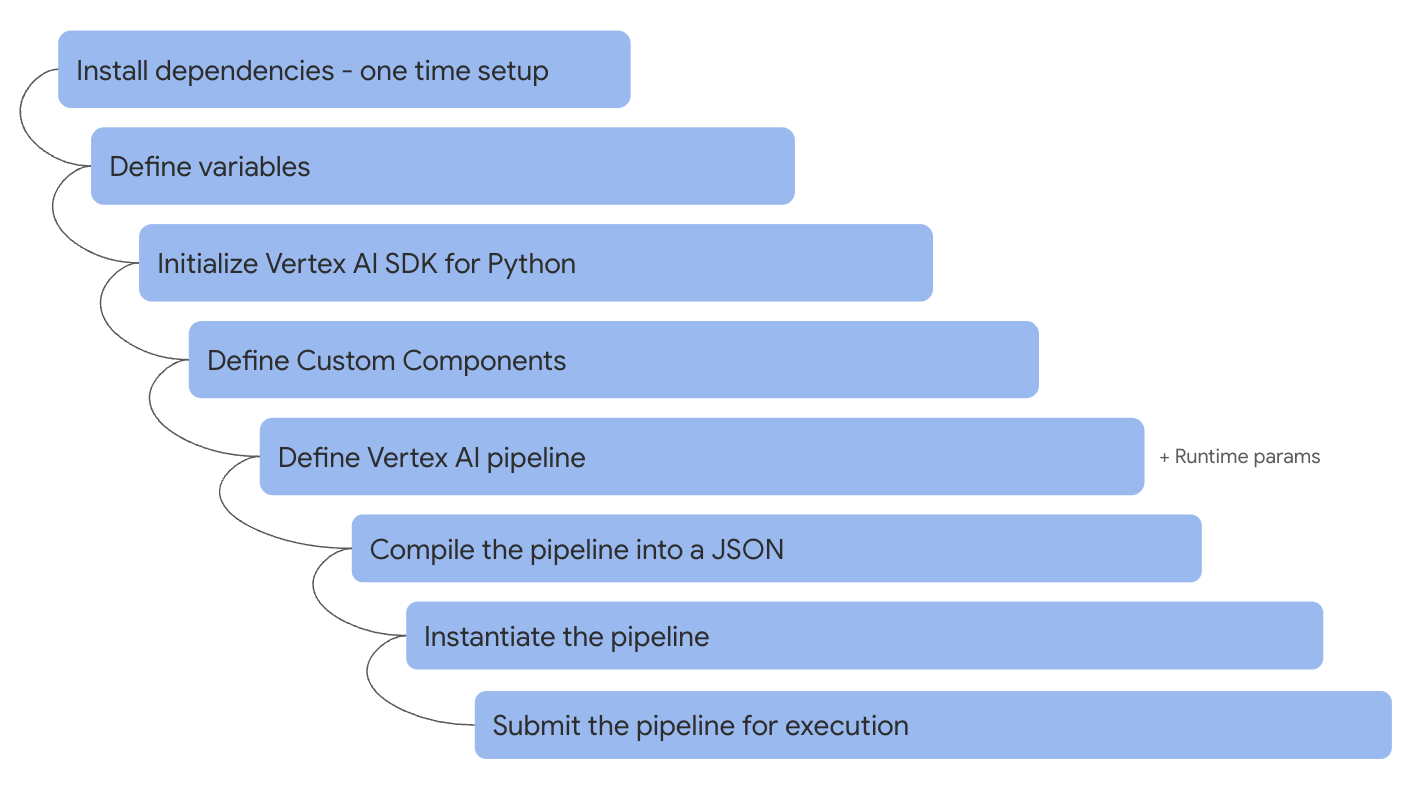 Install dependencies - one time setup
Define variables
Initialize Vertex AI SDK for Python
Define Custom Components
Define Vertex AI pipeline
+ Runtime params
Compile the pipeline into a JSON
Instantiate the pipeline
Submit the pipeline for execution